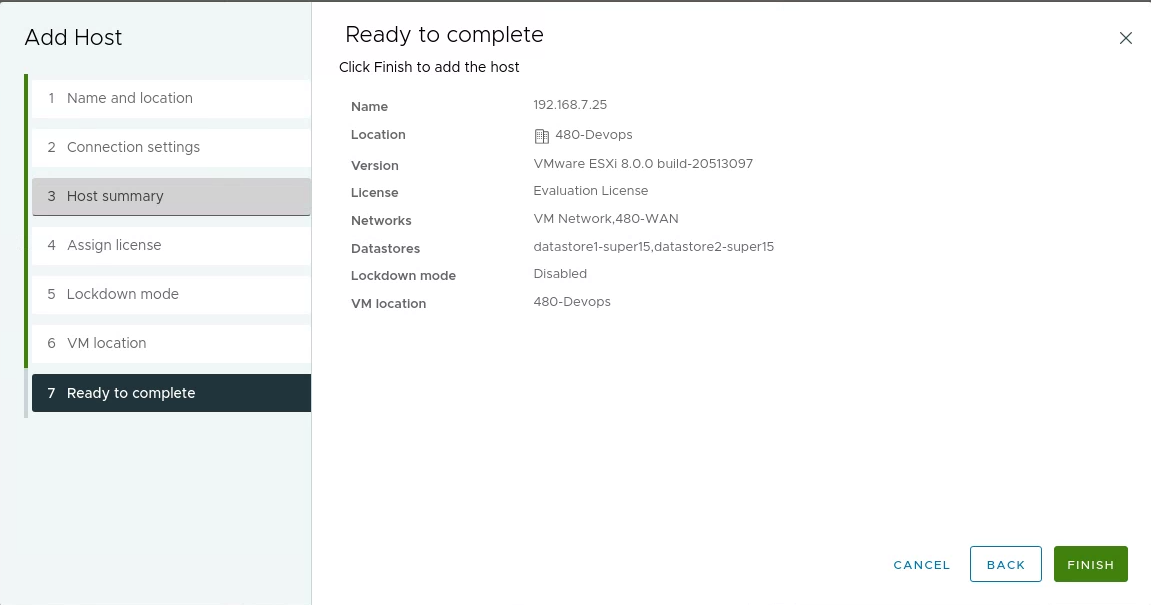 Add Host
1 Name and location
2 Connection settings
3 Host summary
4 Assign license
5 Lockdown mode
6 VM location
7 Ready to complete
Ready to complete
Click Finish to add the host
Name 192.168.7.25
Location 480-Devops
Version VMware ESXi 8.0.0 build-20513097
License Evaluation License
Networks VM Network,480-WAN
Datastores datastore1-super15,datastore2-super15
Lockdown mode Disabled
VM location 480-Devops
CANCEL BACK FINISH